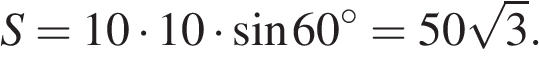 S = 10 · 10 · sin 60° = 50√3.